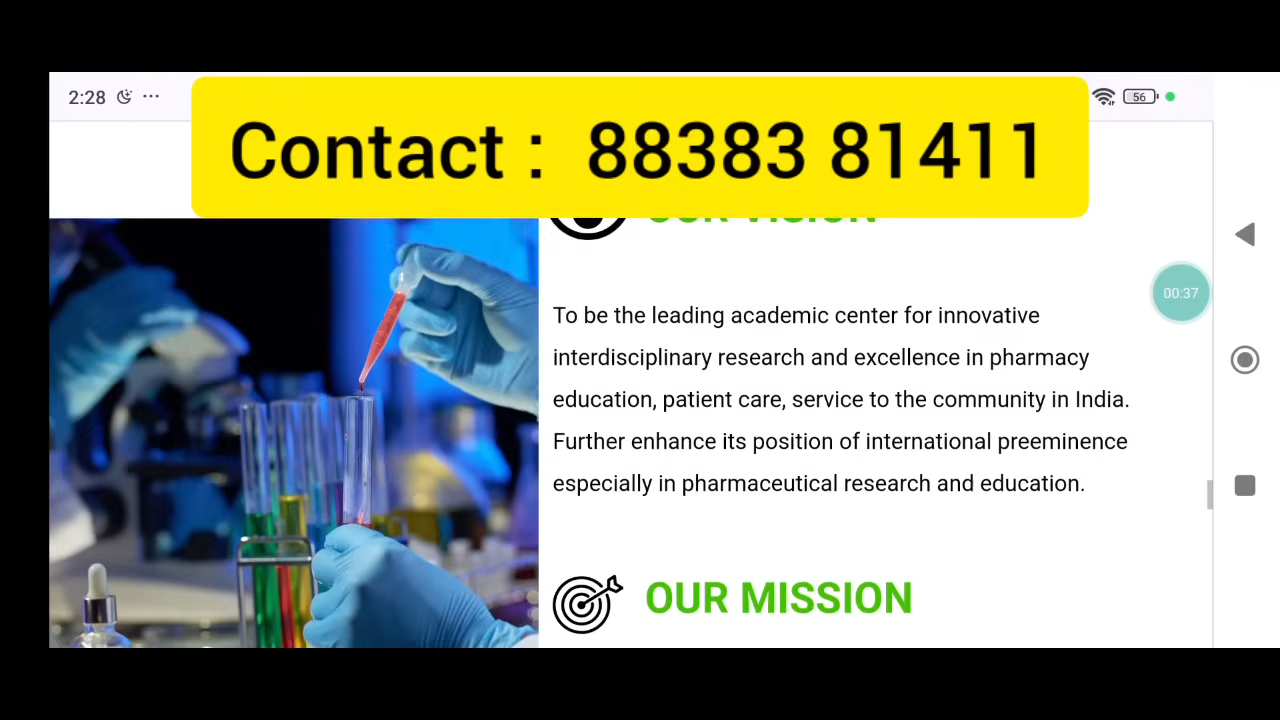 2:28
56
Contact : 88383 81411
OUR VISION
To be the leading academic center for innovative
interdisciplinary research and excellence in pharmacy
education, patient care, service to the community in India.
Further enhance its position of international preeminence
especially in pharmaceutical research and education.
00:37
OUR MISSION